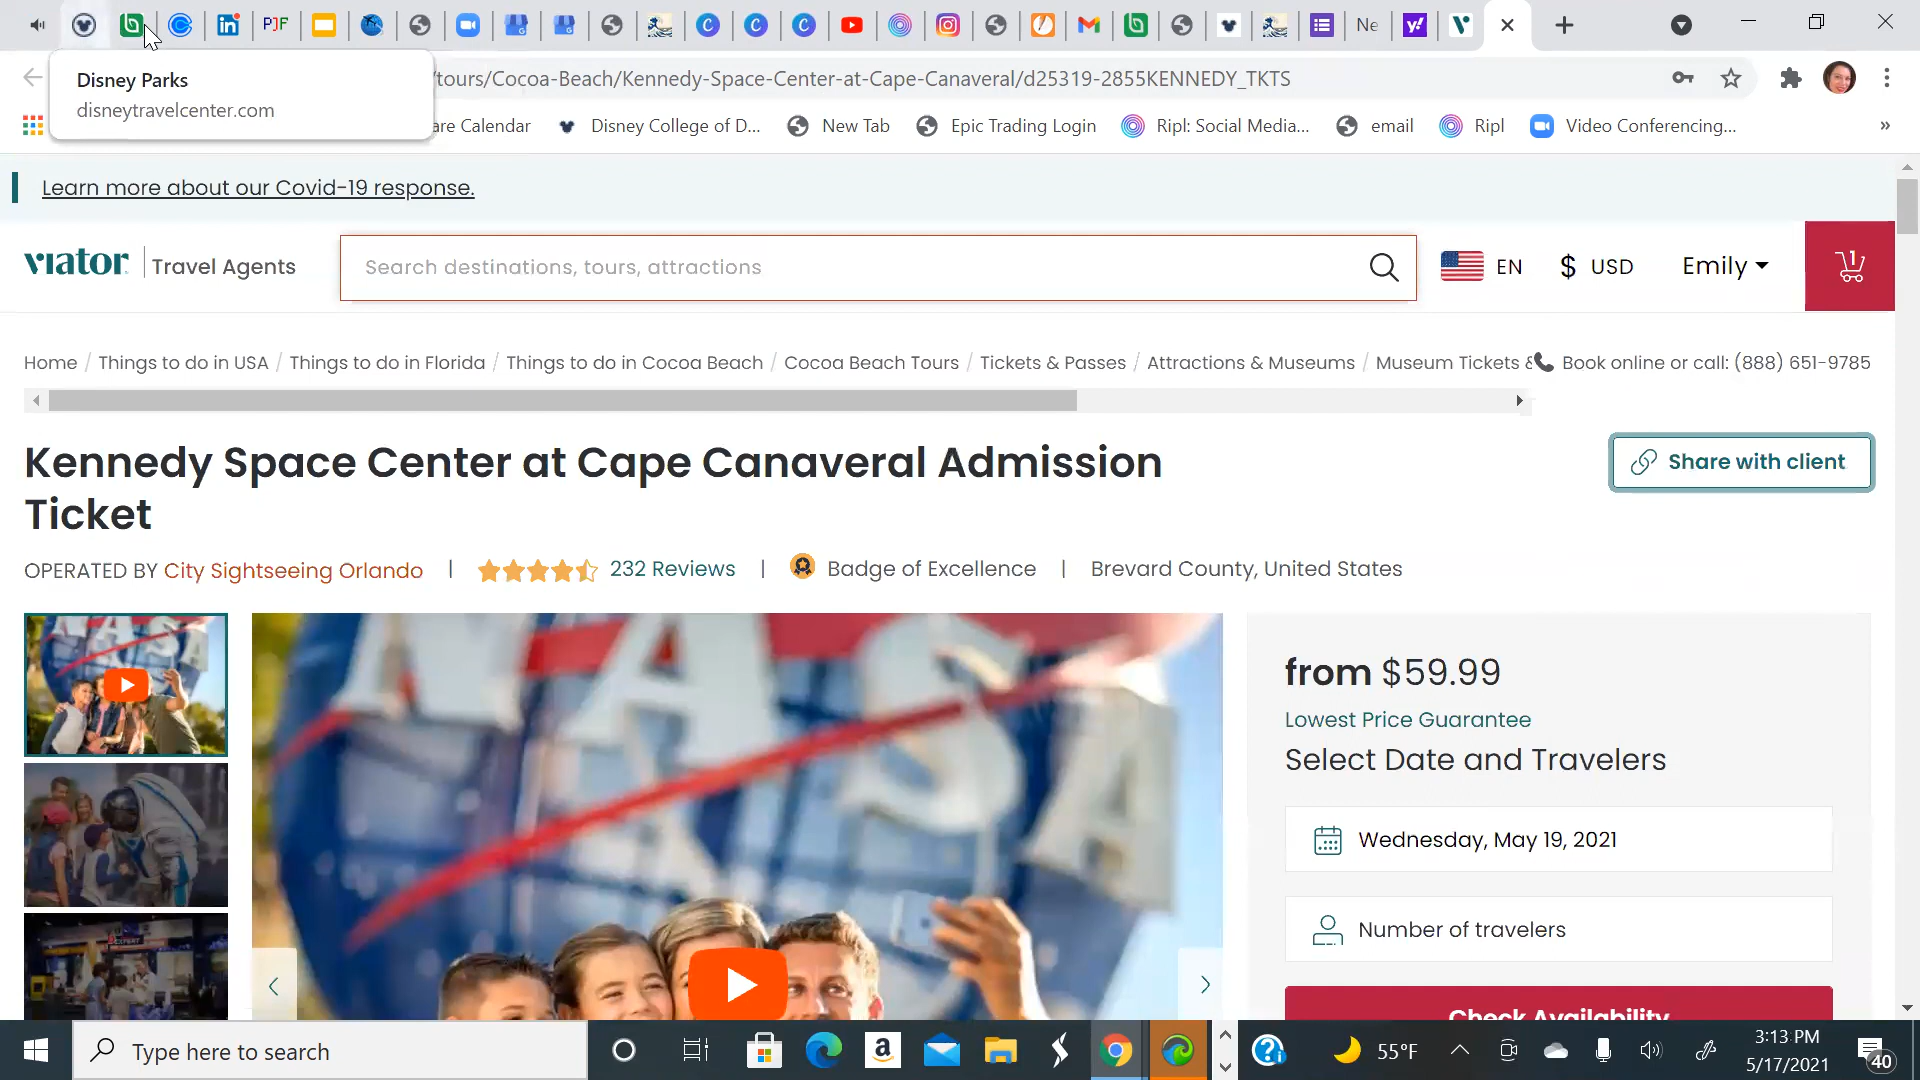 PJF
Ne
Disney Parks
disneytravelcenter.com
/tours/Cocoa-Beach/Kennedy-Space-Center-at-Cape-Canaveral/d25319-2855KENNEDY_TKTS
are Calendar
Disney College of D...
New Tab
Epic Trading Login
Ripl: Social Media...
email
Ripl
Video Conferencing...
»
Learn more about our Covid-19 response.
viator
Travel Agents
Search destinations, tours, attractions
EN
$ USD
Emily
1
Home / Things to do in USA / Things to do in Florida / Things to do in Cocoa Beach / Cocoa Beach Tours / Tickets & Passes / Attractions & Museums / Museum Tickets &
Book online or call: (888) 651-9785
Kennedy Space Center at Cape Canaveral Admission
Ticket
Share with client
OPERATED BY City Sightseeing Orlando | 232 Reviews | Badge of Excellence | Brevard County, United States
NASA
NASA
from $59.99
Lowest Price Guarantee
Select Date and Travelers
Wednesday, May 19, 2021
Number of travelers
Check Availability
Type here to search
55°F
3:13 PM
5/17/2021
40